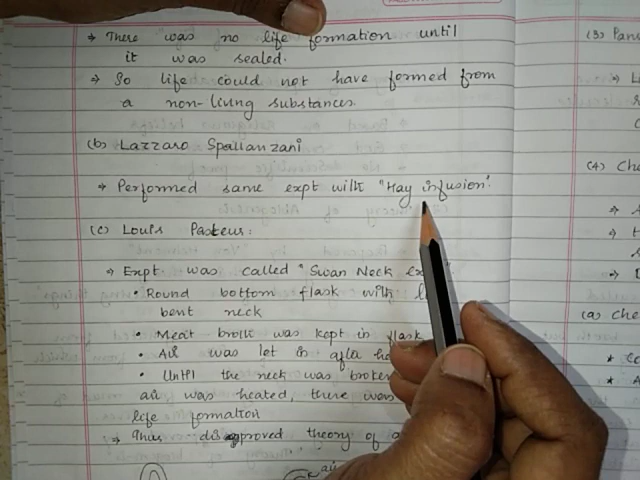 → There was no life formation until
it was sealed.
→ So life could not have formed from
a non-living substances.
(b) Lazzaro Spallanzani
→ Performed same expt with "Hay infusion".
(c) Louis Pasteur:
→ Expt was called "Swan Neck
• Round bottom flask with
bent neck
• Meat broth was kept in flask
• Air was let in after
• Until the neck was broken
air was heated, there was
life formation
→ Thus disapproved theory of
air
(3)
(4)
(a) Che